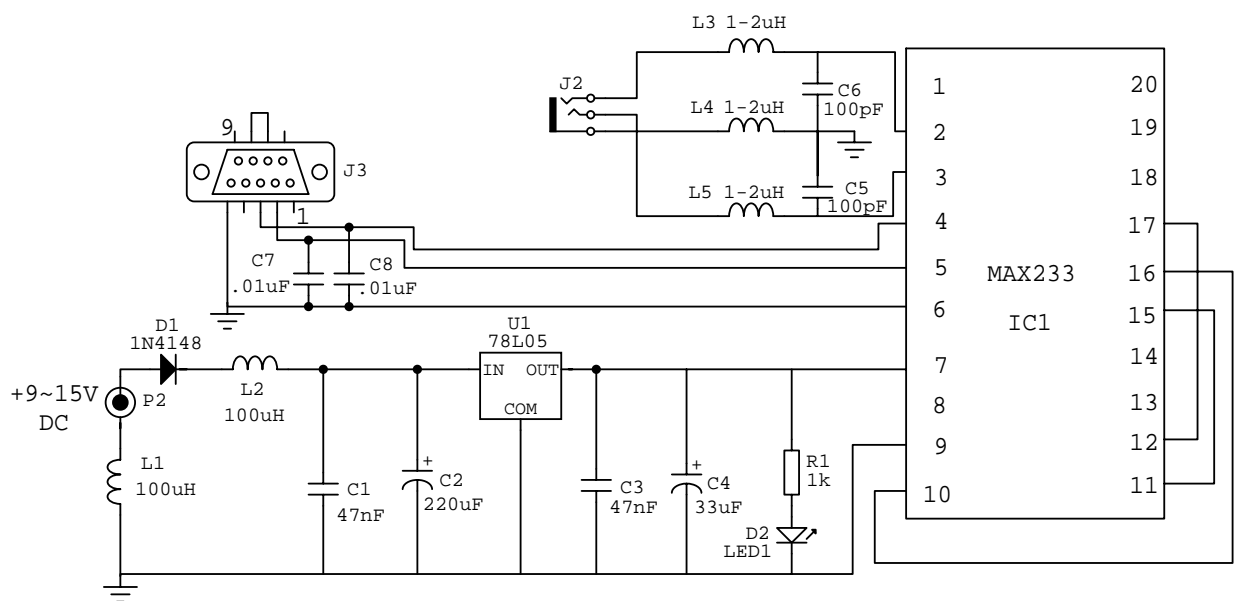 L3 1-2uH
J2
C6
100pF
L4 1-2uH
L5 1-2uH
C5
100pF
9
J3
1
C7
.01uF
C8
.01uF
D1
1N4148
L2
100uH
+9~15V
DC
P2
L1
100uH
U1
78L05
IN OUT
COM
C1
47nF
+
C2
220uF
C3
47nF
+
C4
33uF
R1
1k
D2
LED1
1 20
2 19
3 18
4 17
5 16
MAX233
6 15
IC1
7 14
8 13
9 12
10 11